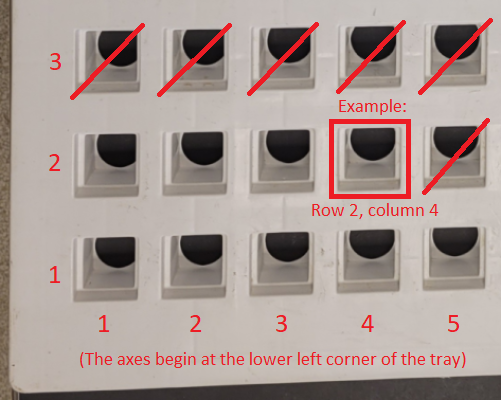 3
Example:
2
Row 2, column 4
1
1 2 3 4 5
(The axes begin at the lower left corner of the tray)